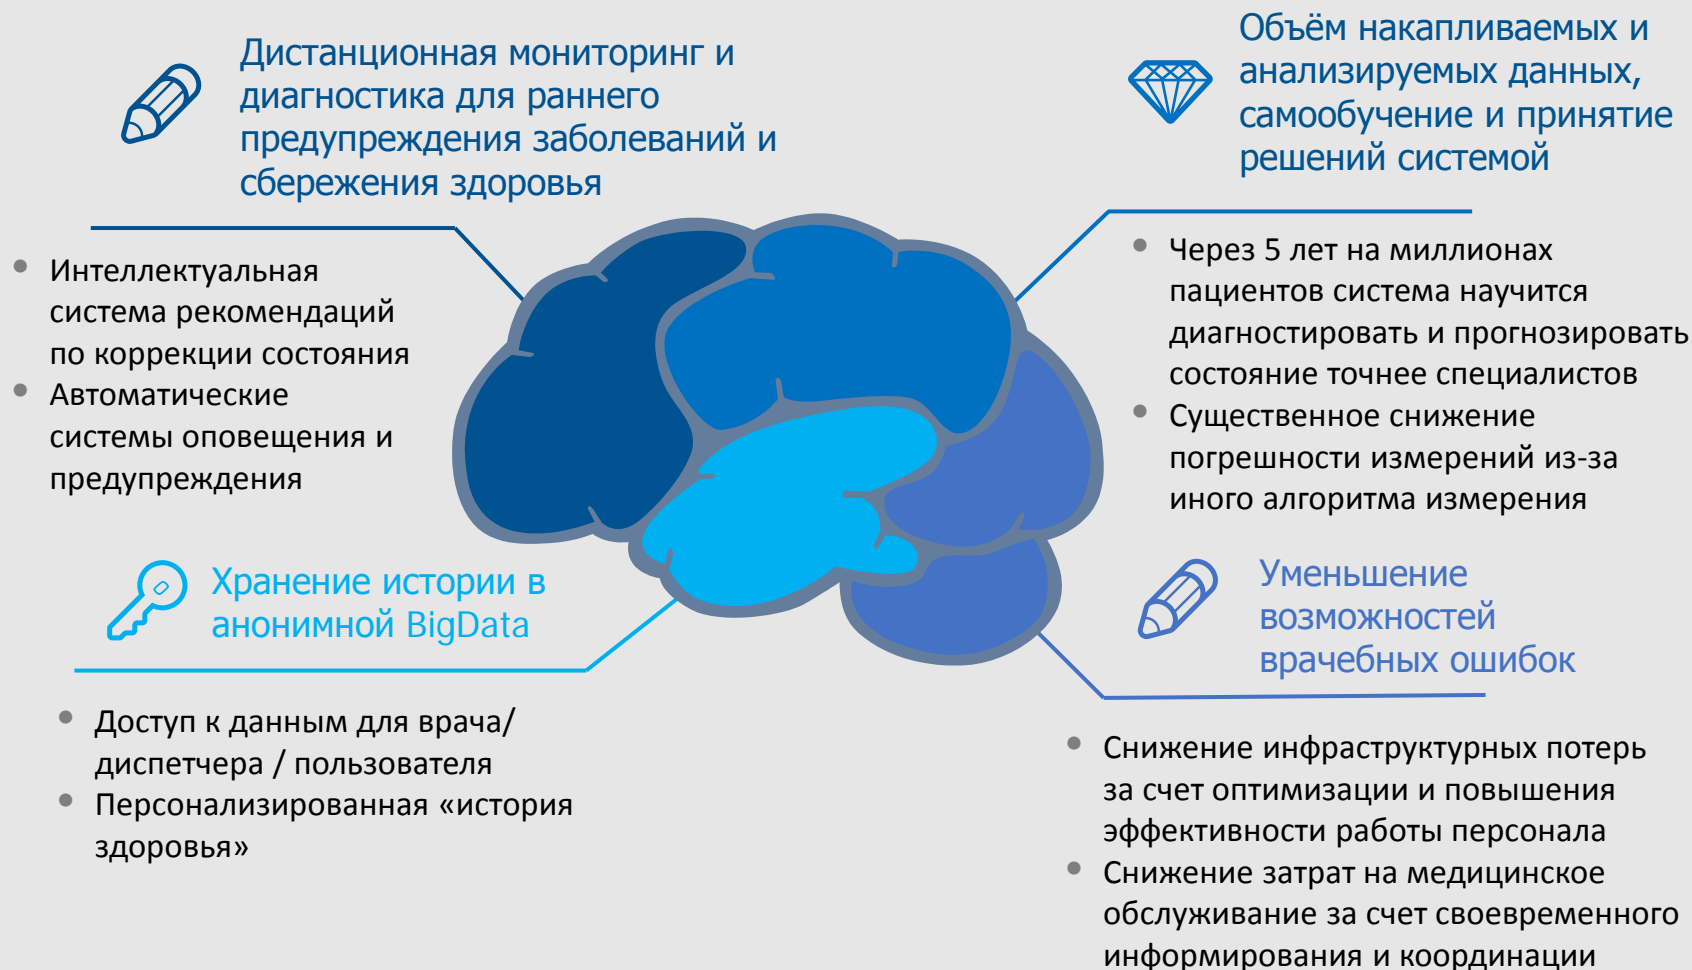 Дистанционная мониторинг и
диагностика для раннего
предупреждения заболеваний и
сбережения здоровья
Интеллектуальная
система рекомендаций
по коррекции состояния
Автоматические
системы оповещения и
предупреждения
Объём накапливаемых и
анализируемых данных,
самообучение и принятие
решений системой
Через 5 лет на миллионах
пациентов система научится
диагностировать и прогнозировать
состояние точнее специалистов
Существенное снижение
погрешности измерений из-за
иного алгоритма измерения
Хранение истории в
анонимной BigData
Доступ к данным для врача/
диспетчера / пользователя
Персонализированная «история
здоровья»
Уменьшение
возможностей
врачебных ошибок
Снижение инфраструктурных потерь
за счет оптимизации и повышения
эффективности работы персонала
Снижение затрат на медицинское
обслуживание за счет своевременного
информирования и координации